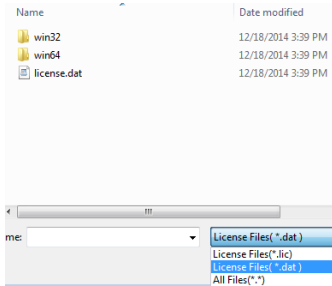 Name Date modified
win32 12/18/2014 3:39 PM
win64 12/18/2014 3:39 PM
license.dat 12/18/2014 3:39 PM
me: License Files( *.dat )
License Files(*.lic)
License Files( *.dat )
All Files(*.*)